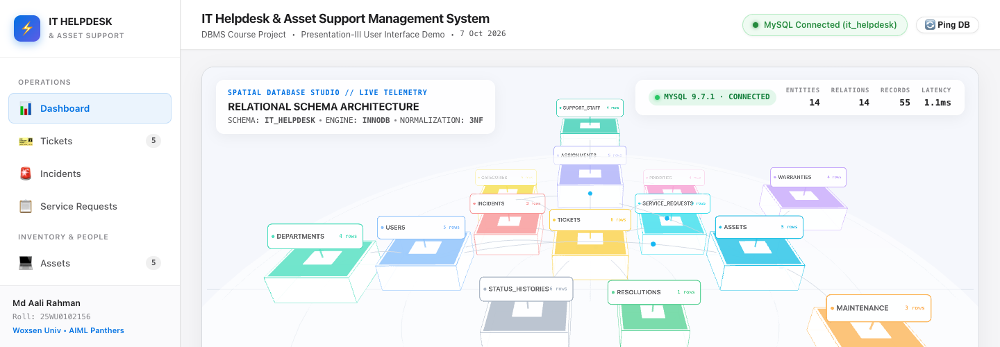 IT HELPDESK
& ASSET SUPPORT
OPERATIONS
Dashboard
Tickets 5
Incidents
Service Requests
INVENTORY & PEOPLE
Assets 5
Md Aali Rahman
Roll: 25WU0102156
Woxsen Univ • AIML Panthers
IT Helpdesk & Asset Support Management System
DBMS Course Project • Presentation-III User Interface Demo • 7 Oct 2026
MySQL Connected (it_helpdesk)
Ping DB
SPATIAL DATABASE STUDIO // LIVE TELEMETRY
RELATIONAL SCHEMA ARCHITECTURE
SCHEMA: IT_HELPDESK • ENGINE: INNODB • NORMALIZATION: 3NF
MYSQL 9.7.1 · CONNECTED
ENTITIES RELATIONS RECORDS LATENCY
14 14 55 1.1ms
SUPPORT_STAFF 4 rows
ASSIGNMENTS
CATEGORIES
PRIORITIES
WARRANTIES 4 rows
INCIDENTS 3 rows
SERVICE_REQUESTS rows
TICKETS 5 rows
DEPARTMENTS 4 rows
USERS 5 rows
ASSETS 5 rows
STATUS_HISTORIES 6 rows
RESOLUTIONS 1 rows
MAINTENANCE 3 rows